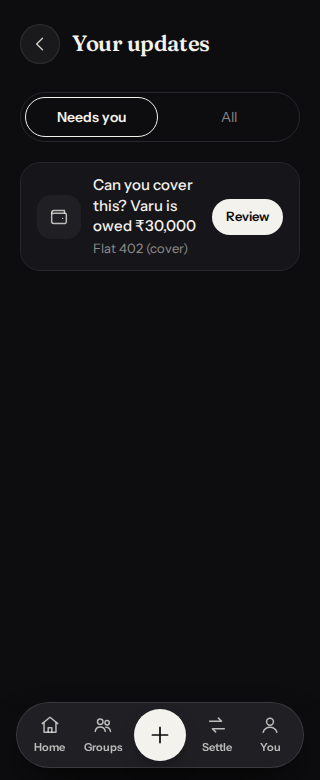 Your updates
Needs you
All
Can you cover
this? Varu is
owed ₹30,000
Flat 402 (cover)
Review
Home
Groups
Settle
You